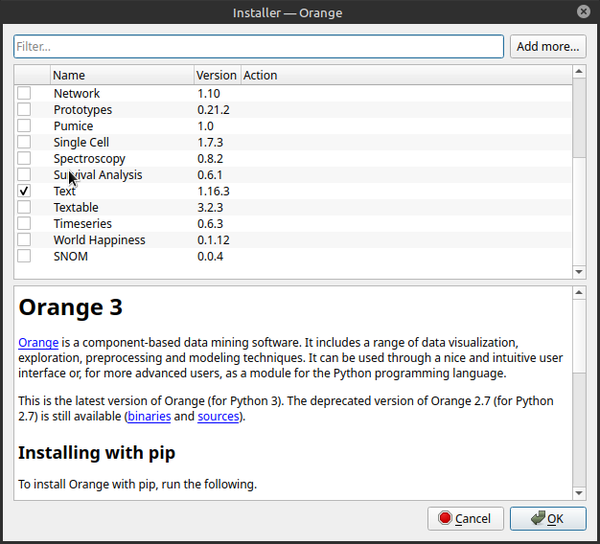 Installer — Orange
Filter...
Add more...
Name Version Action
Network 1.10
Prototypes 0.21.2
Pumice 1.0
Single Cell 1.7.3
Spectroscopy 0.8.2
Survival Analysis 0.6.1
Text 1.16.3
Textable 3.2.3
Timeseries 0.6.3
World Happiness 0.1.12
SNOM 0.0.4
Orange 3
Orange is a component-based data mining software. It includes a range of data visualization,
exploration, preprocessing and modeling techniques. It can be used through a nice and intuitive user
interface or, for more advanced users, as a module for the Python programming language.
This is the latest version of Orange (for Python 3). The deprecated version of Orange 2.7 (for Python
2.7) is still available (binaries and sources).
Installing with pip
To install Orange with pip, run the following.
Cancel
OK